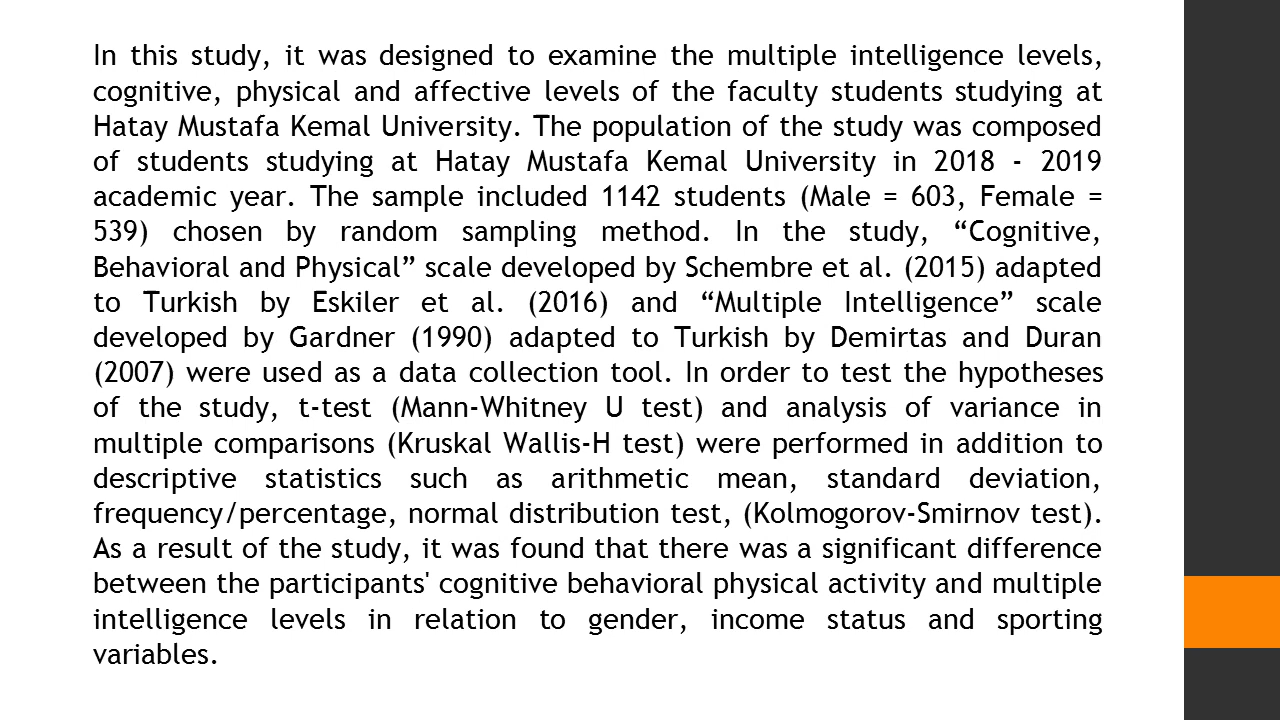 In this study, it was designed to examine the multiple intelligence levels,
cognitive, physical and affective levels of the faculty students studying at
Hatay Mustafa Kemal University. The population of the study was composed
of students studying at Hatay Mustafa Kemal University in 2018 - 2019
academic year. The sample included 1142 students (Male = 603, Female =
539) chosen by random sampling method. In the study, “Cognitive,
Behavioral and Physical” scale developed by Schembre et al. (2015) adapted
to Turkish by Eskiler et al. (2016) and “Multiple Intelligence” scale
developed by Gardner (1990) adapted to Turkish by Demirtas and Duran
(2007) were used as a data collection tool. In order to test the hypotheses
of the study, t-test (Mann-Whitney U test) and analysis of variance in
multiple comparisons (Kruskal Wallis-H test) were performed in addition to
descriptive statistics such as arithmetic mean, standard deviation,
frequency/percentage, normal distribution test, (Kolmogorov-Smirnov test).
As a result of the study, it was found that there was a significant difference
between the participants' cognitive behavioral physical activity and multiple
intelligence levels in relation to gender, income status and sporting
variables.